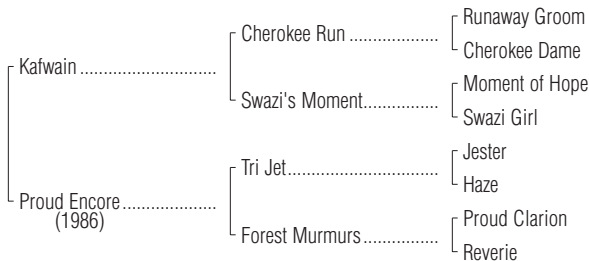 Runaway Groom
Cherokee Run ...................
Cherokee Dame
Kafwain .............................
Moment of Hope
Swazi's Moment................
Swazi Girl
Jester
Tri Jet................................
Haze
Proud Encore....................
(1986)
Proud Clarion
Forest Murmurs................
Reverie